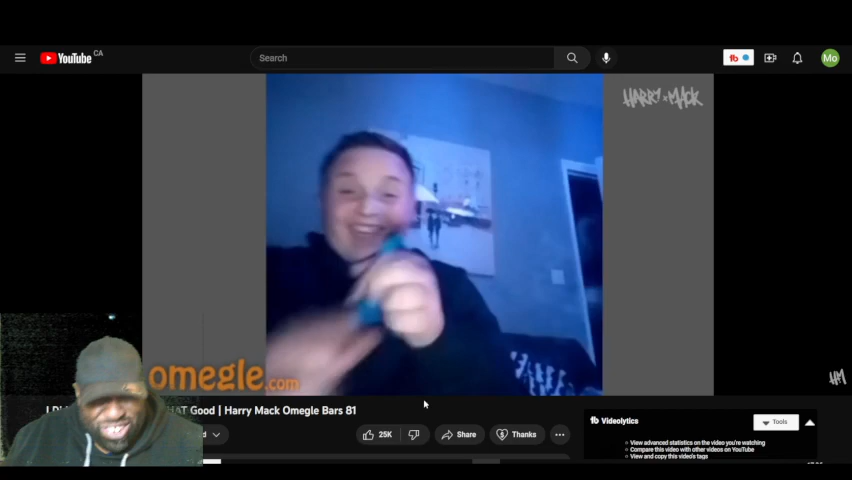 YouTube CA
Search
Mo
HARRY MACK
omegle.com
HAT Good | Harry Mack Omegle Bars 81
25K
Share
Thanks
HM
Videolytics
Tools
View advanced statistics on the video you're watching
Compare this video with other videos on YouTube
View and copy this video's tags